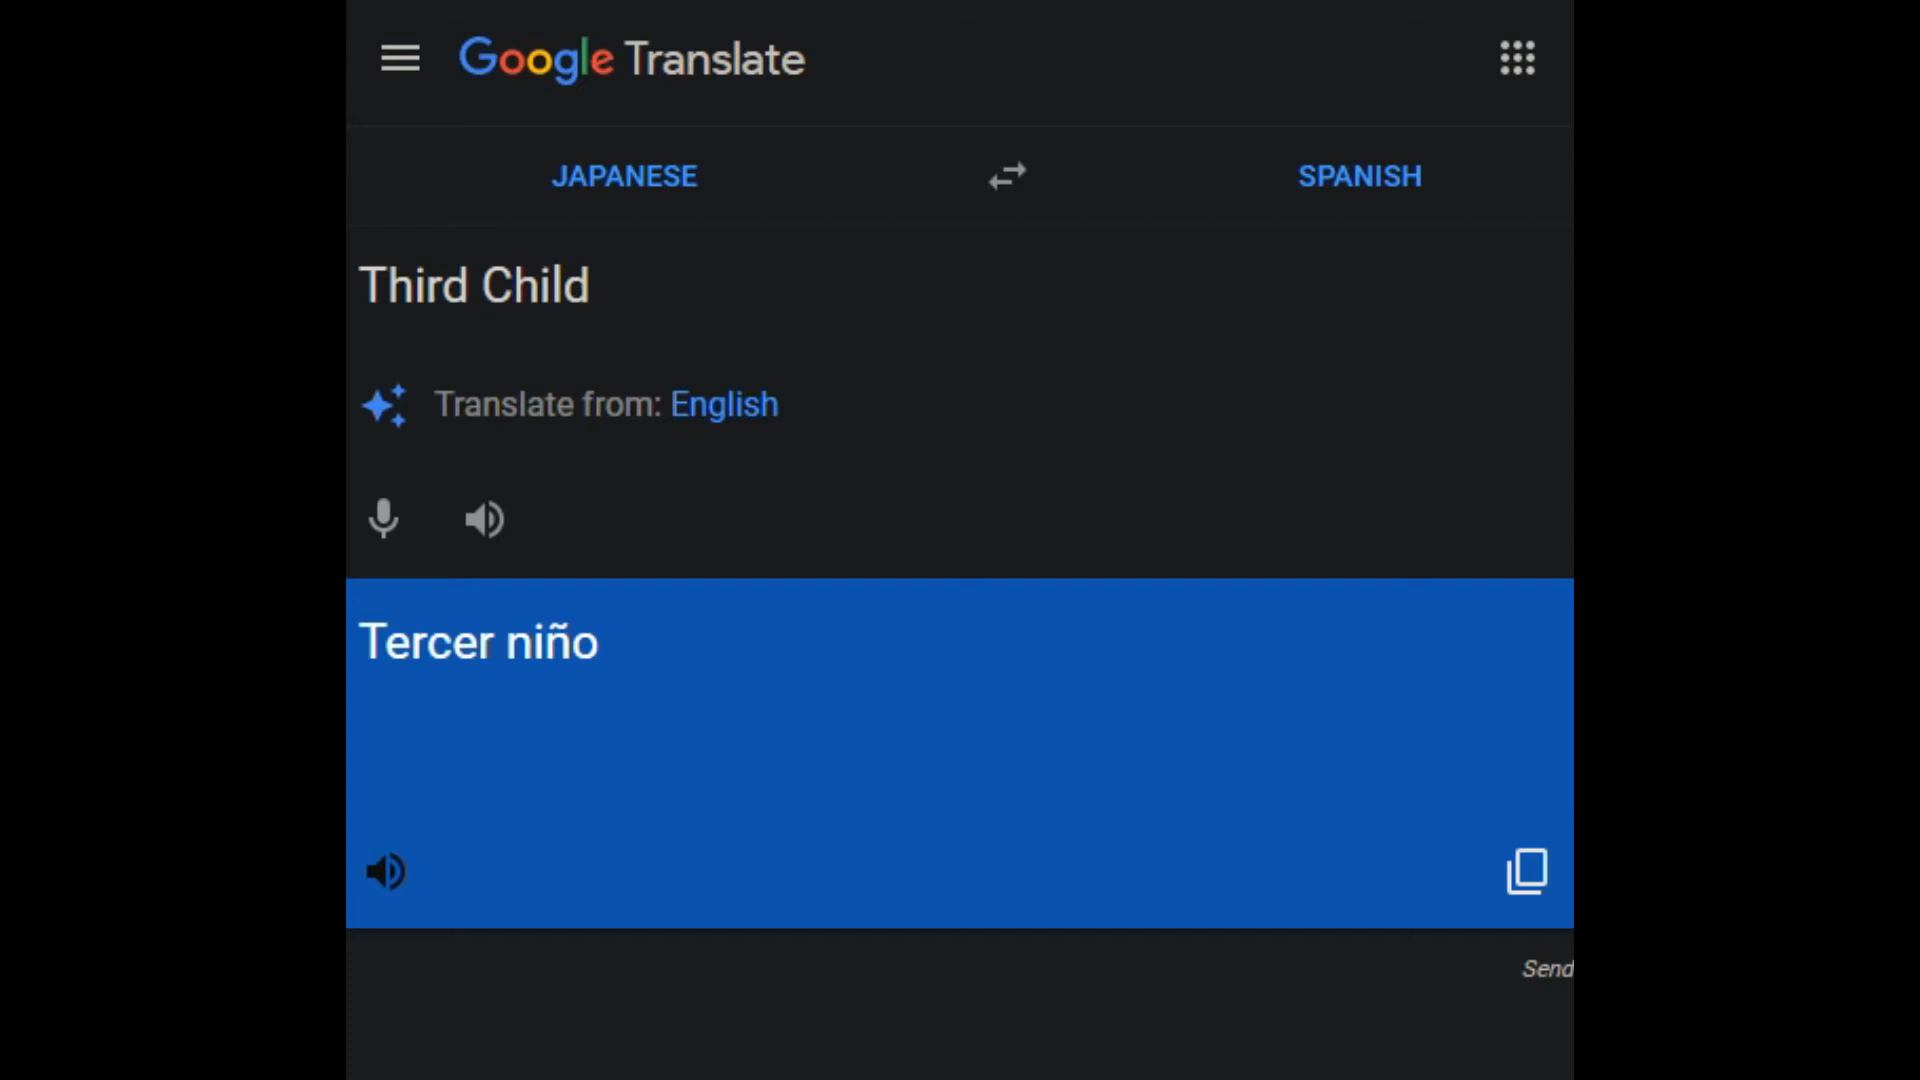 Google Translate
JAPANESE
SPANISH
Third Child
Translate from: English
Tercer niño
Send